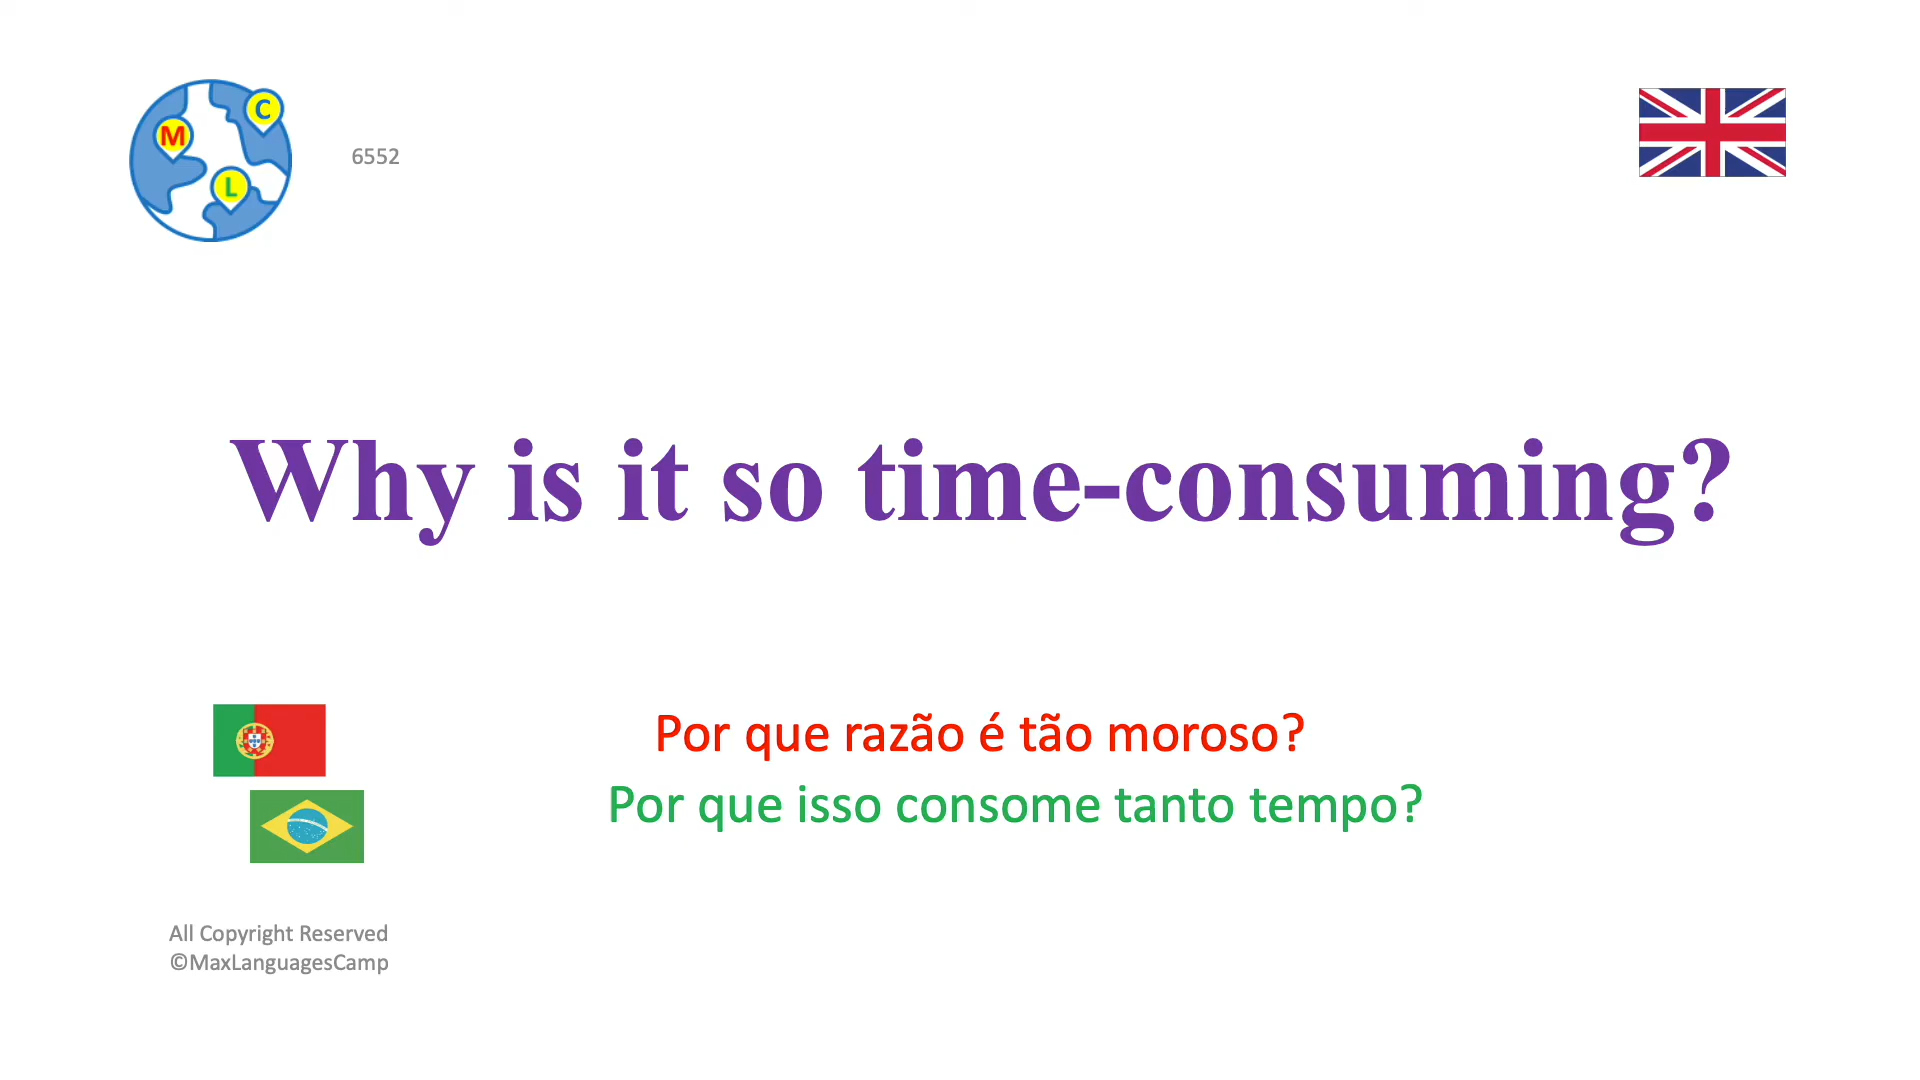 M
C
L
6552
Why is it so time-consuming?
Por que razão é tão moroso?
Por que isso consome tanto tempo?
All Copyright Reserved
©MaxLanguagesCamp